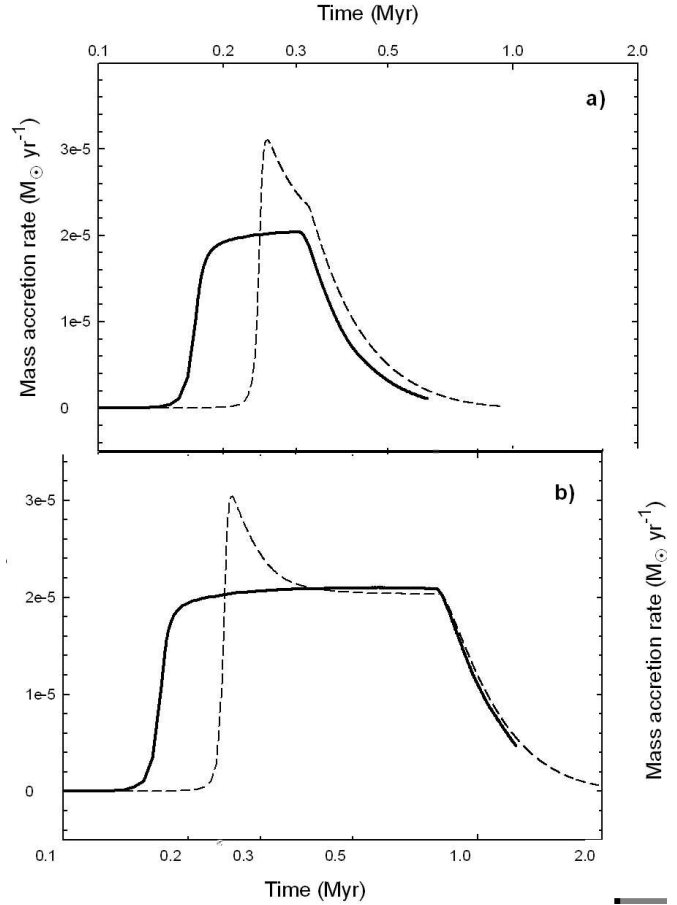 Time (Myr)
0.1 0.2 0.3 0.5 1.0 2.0
a)
Mass accretion rate (M☉ yr-1)
3e-5
2e-5
1e-5
0
b)
Mass accretion rate (M☉ yr-1)
3e-5
2e-5
1e-5
0
0.1 0.2 0.3 0.5 1.0 2.0
Time (Myr)